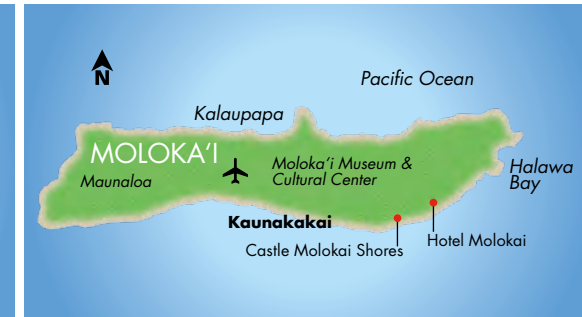 N
Pacific Ocean
Kalaupapa
MOLOKA‘I
Maunaloa
Moloka‘i Museum &
Cultural Center
Halawa
Bay
Kaunakakai
Castle Molokai Shores
Hotel Molokai